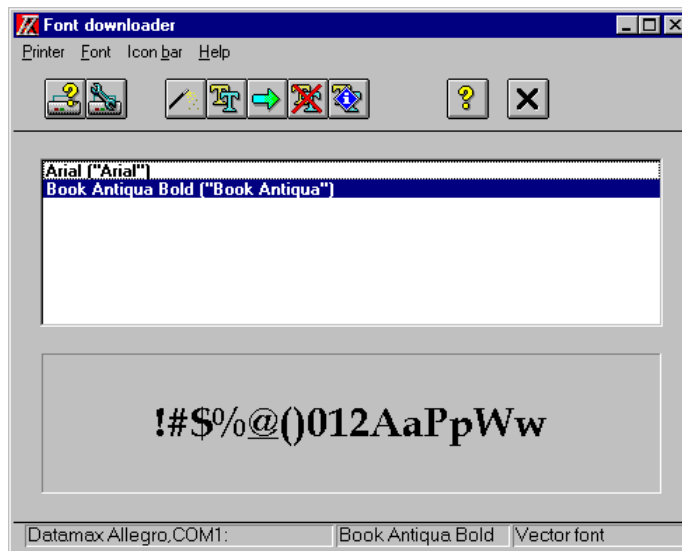 Font downloader
Printer Font Icon bar Help
Arial ("Arial")
Book Antiqua Bold ("Book Antiqua")
!#$%@()012AaPpWw
Datamax Allegro,COM1: Book Antiqua Bold Vector font